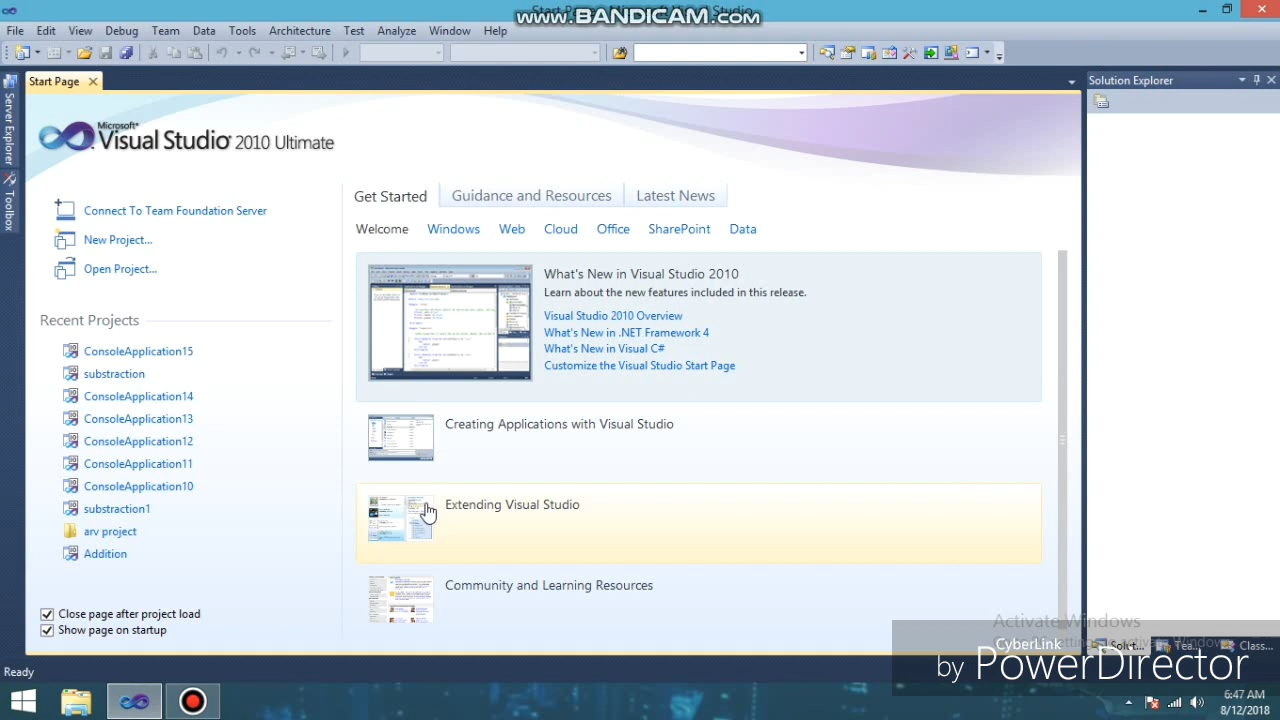 www.BANDICAM.com
File Edit View Debug Team Data Tools Architecture Test Analyze Window Help
Start Page
Solution Explorer
Server Explorer
Toolbox
Microsoft®
Visual Studio® 2010 Ultimate
Connect To Team Foundation Server
New Project...
Open Project...
Recent Projects
ConsoleApplication15
substraction
ConsoleApplication14
ConsoleApplication13
ConsoleApplication12
ConsoleApplication11
ConsoleApplication10
substraction1
arv project
Addition
Close page after project load
Show page on startup
Get Started Guidance and Resources Latest News
Welcome Windows Web Cloud Office SharePoint Data
What's New in Visual Studio 2010
Learn about the new features included in this release.
Visual Studio 2010 Overview
What's New in .NET Framework 4
What's New in Visual C#
Customize the Visual Studio Start Page
Creating Applications with Visual Studio
Extending Visual Studio
Community and Learning Resources
Activate Windows
Soluti... Tea... Class...
CyberLink
by PowerDirector
Ready
6:47 AM
8/12/2018